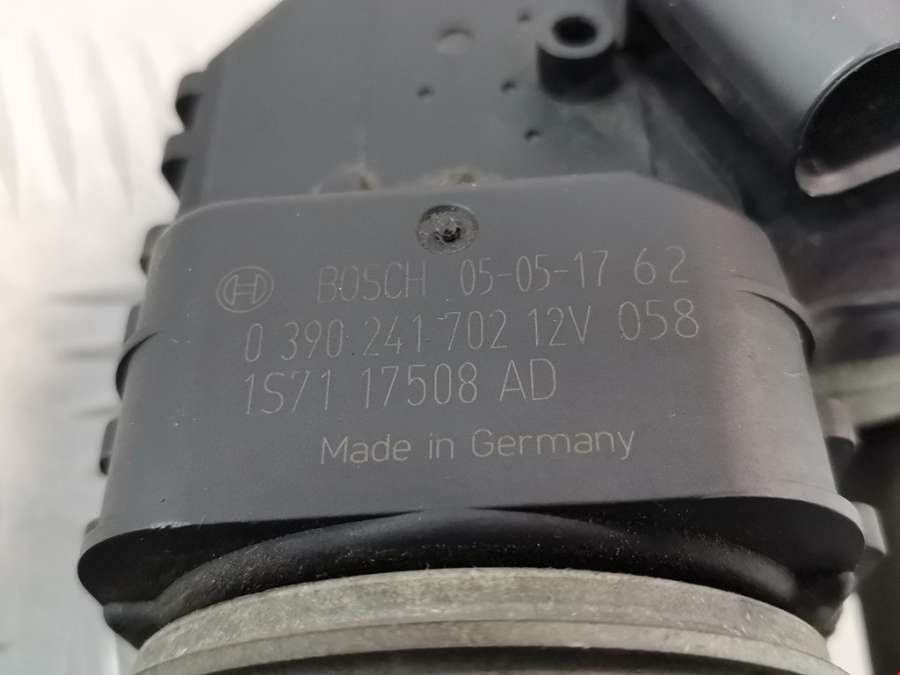 BOSCH 05-05-17 62
0 390 241 702 12V 058
1S71 17508 AD
Made in Germany